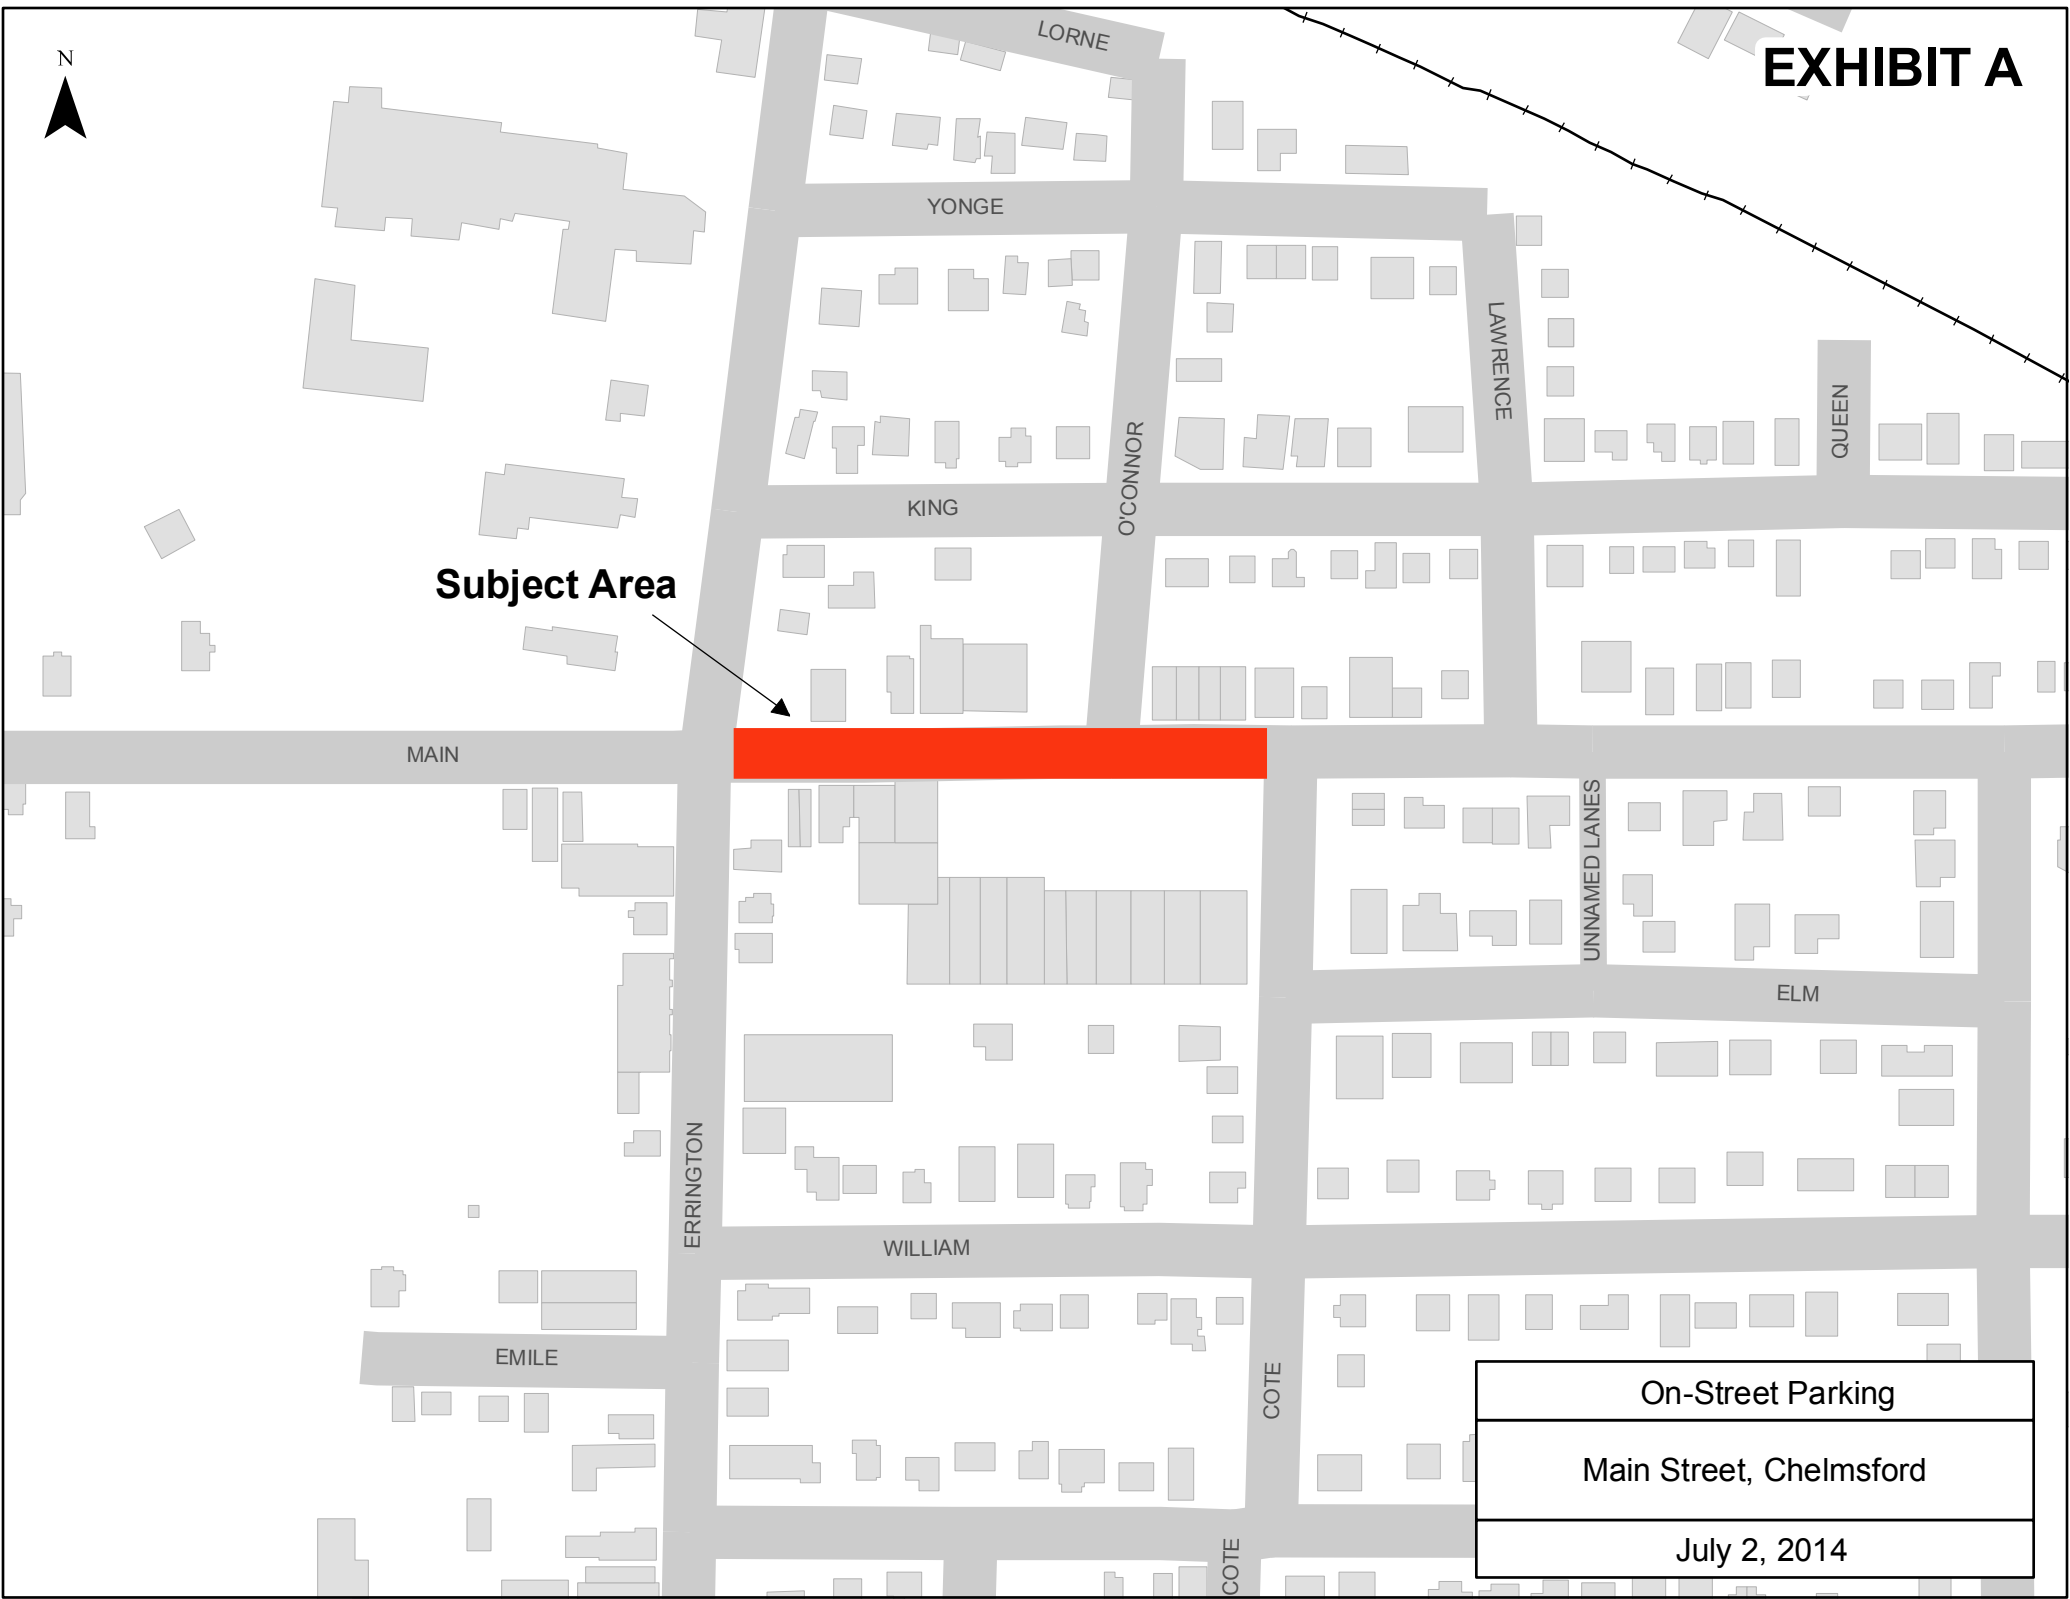 LORNE
EXHIBIT A
N
YONGE
LAWRENCE
QUEEN
O'CONNOR
KING
Subject Area
MAIN
UNNAMED LANES
ELM
ERRINGTON
WILLIAM
EMILE
COTE
On-Street Parking
Main Street, Chelmsford
July 2, 2014
COTE